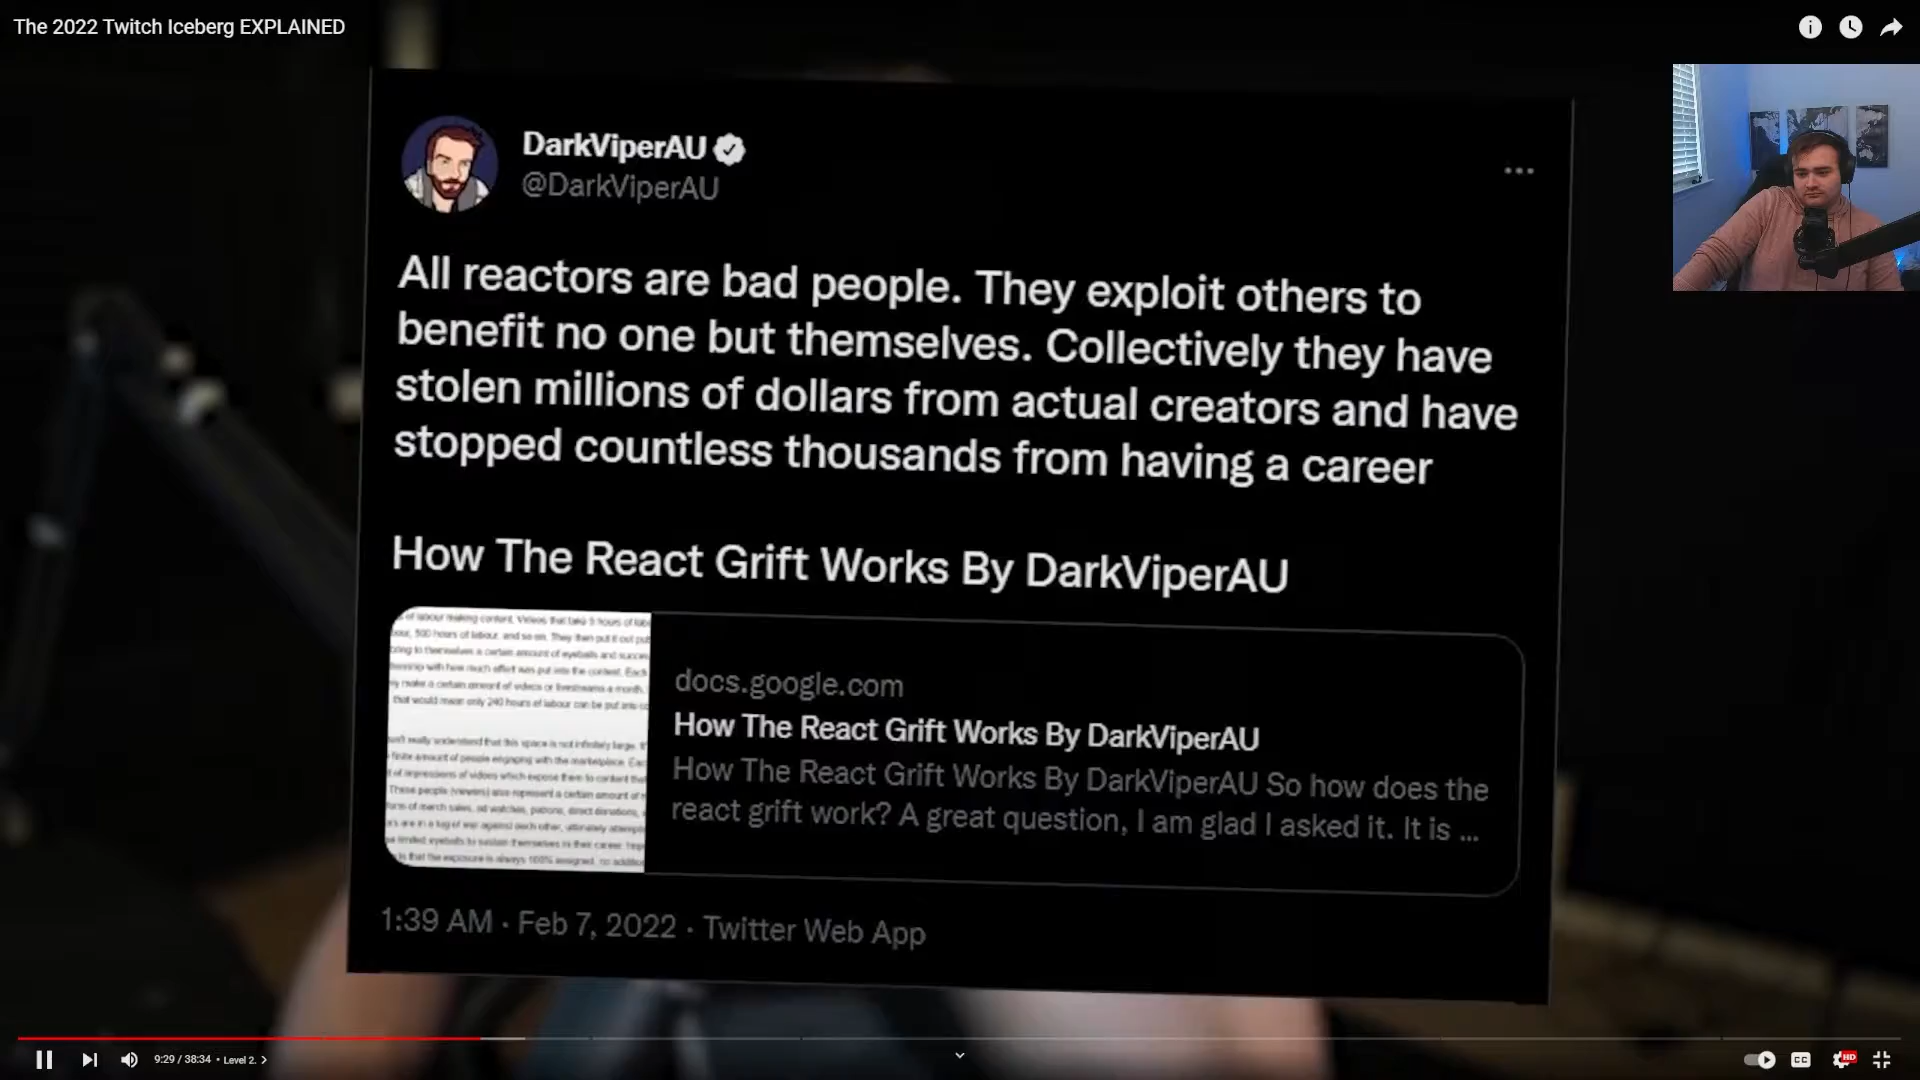 The 2022 Twitch Iceberg EXPLAINED
DarkViperAU
@DarkViperAU
All reactors are bad people. They exploit others to
benefit no one but themselves. Collectively they have
stolen millions of dollars from actual creators and have
stopped countless thousands from having a career
How The React Grift Works By DarkViperAU
docs.google.com
How The React Grift Works By DarkViperAU
How The React Grift Works By DarkViperAU So how does the
react grift work? A great question, I am glad I asked it. It is ...
1:39 AM · Feb 7, 2022 · Twitter Web App
9:29 / 38:34 • Level 2. >
CC
HD